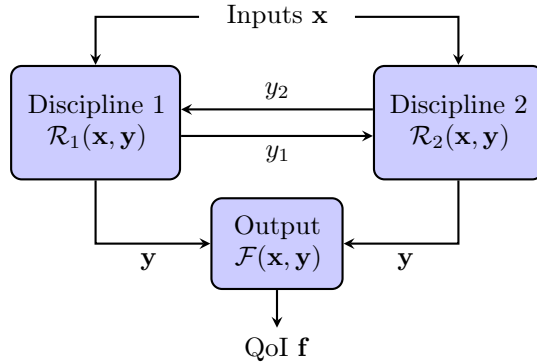 Inputs x
Discipline 1
R₁(x, y)
y₂
y₁
Discipline 2
R₂(x, y)
Output
F(x, y)
y
y
QoI f